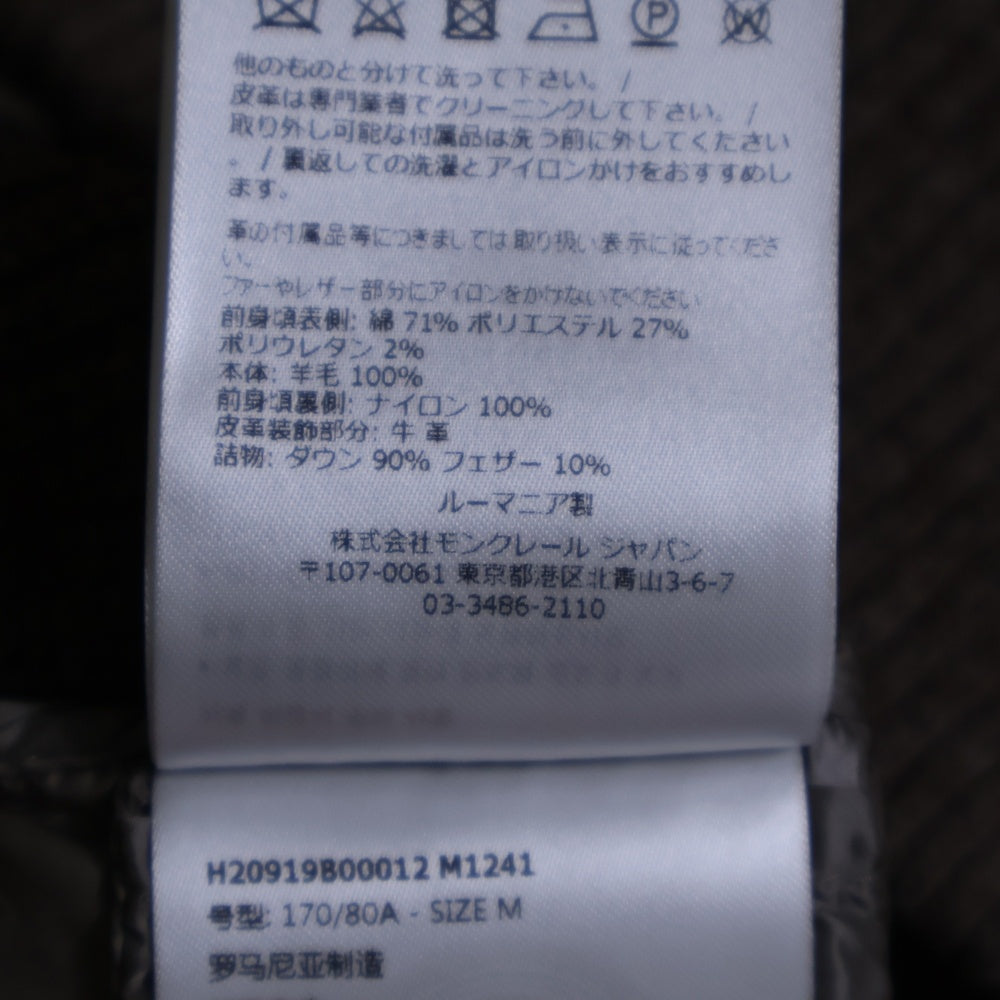 他のものと分けて洗って下さい。 /
皮革は専門業者でクリーニングして下さい。 /
取り外し可能な付属品は洗う前に外してください
。 / 裏返しての洗濯とアイロンがけをおすすめし
ます。
革の付属品等につきましては取り扱い表示に従ってくださ
い。
ファーやレザー部分にアイロンをかけないでください
前身頃表側: 綿 71% ポリエステル 27%
ポリウレタン 2%
本体: 羊毛 100%
前身頃裏側: ナイロン 100%
皮革装飾部分: 牛 革
詰物: ダウン 90% フェザー 10%
ルーマニア製
株式会社モンクレール ジャパン
〒107-0061 東京都港区北青山3-6-7
03-3486-2110
H20919B00012 M1241
号型: 170/80A - SIZE M
罗马尼亚制造